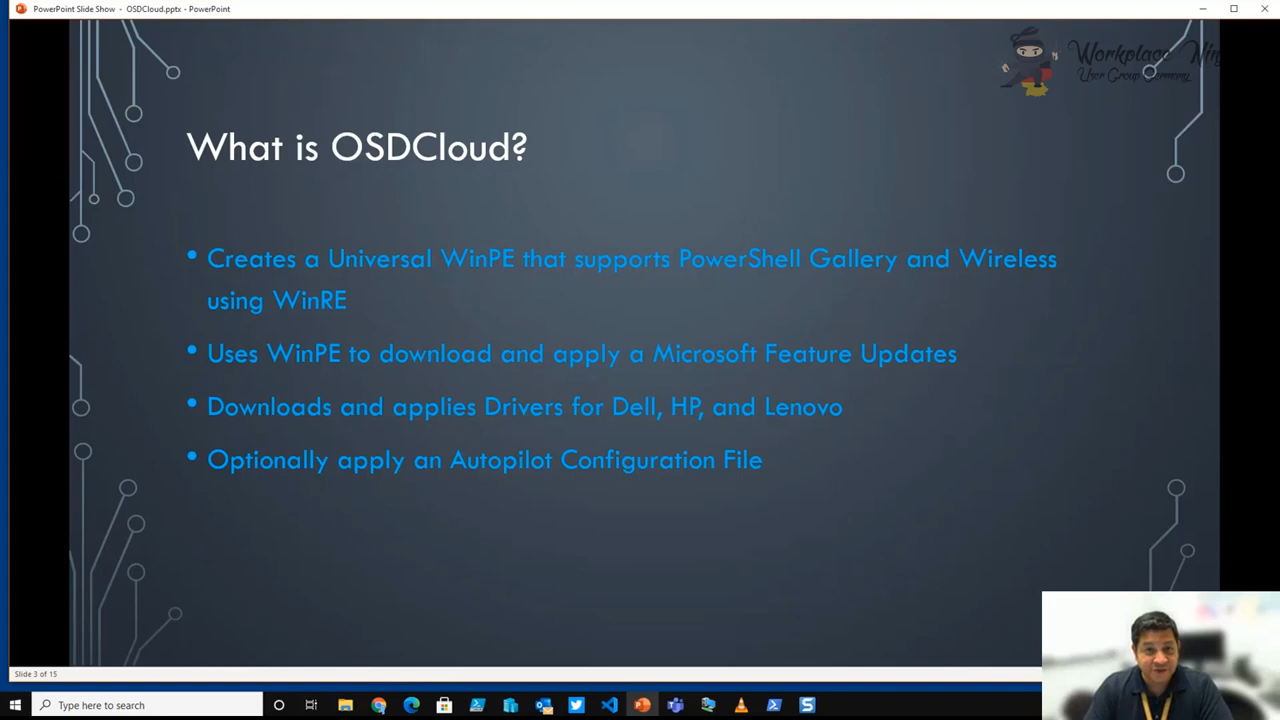 PowerPoint Slide Show - OSDCloud.pptx - PowerPoint
Workplace Nin
User Group Germany
What is OSDCloud?
• Creates a Universal WinPE that supports PowerShell Gallery and Wireless
using WinRE
• Uses WinPE to download and apply a Microsoft Feature Updates
• Downloads and applies Drivers for Dell, HP, and Lenovo
• Optionally apply an Autopilot Configuration File
Slide 3 of 15
Type here to search